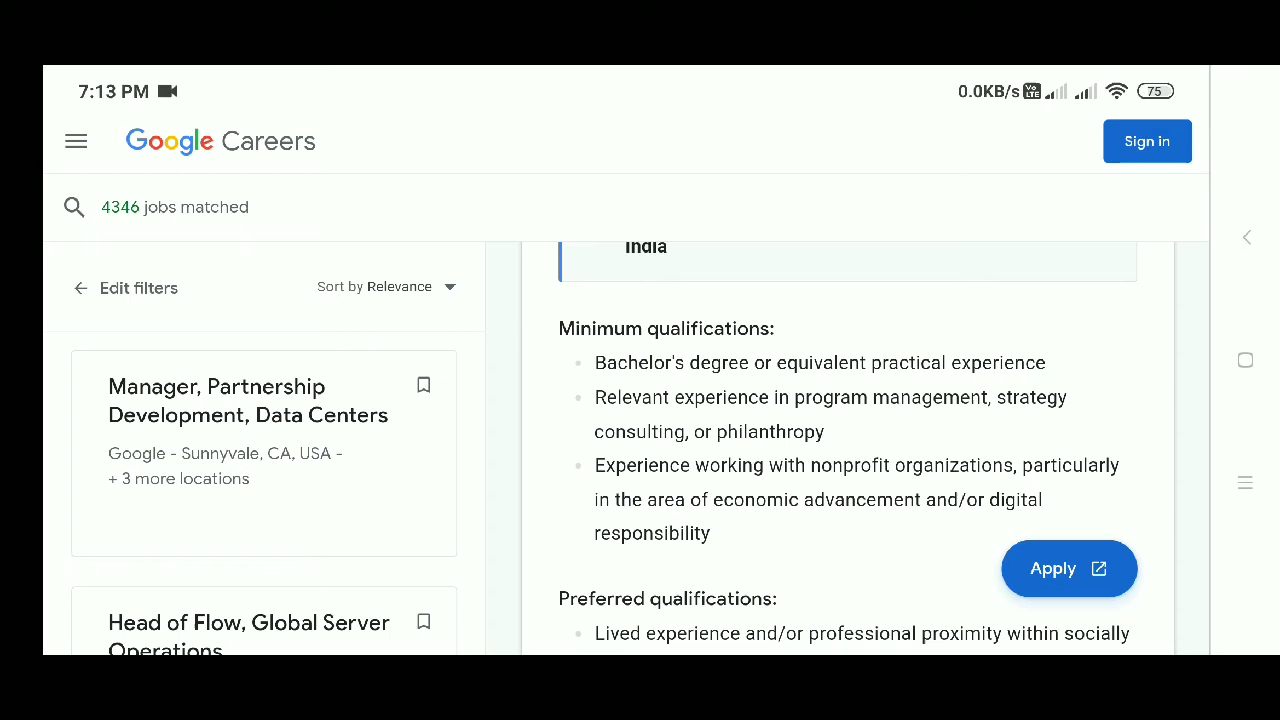 7:13 PM
0.0KB/s Vo LTE 75
Google Careers
Sign in
4346 jobs matched
Edit filters
Sort by Relevance
Manager, Partnership
Development, Data Centers
Google - Sunnyvale, CA, USA -
+ 3 more locations
Head of Flow, Global Server
Operations
India
Minimum qualifications:
Bachelor's degree or equivalent practical experience
Relevant experience in program management, strategy
consulting, or philanthropy
Experience working with nonprofit organizations, particularly
in the area of economic advancement and/or digital
responsibility
Apply
Preferred qualifications:
Lived experience and/or professional proximity within socially